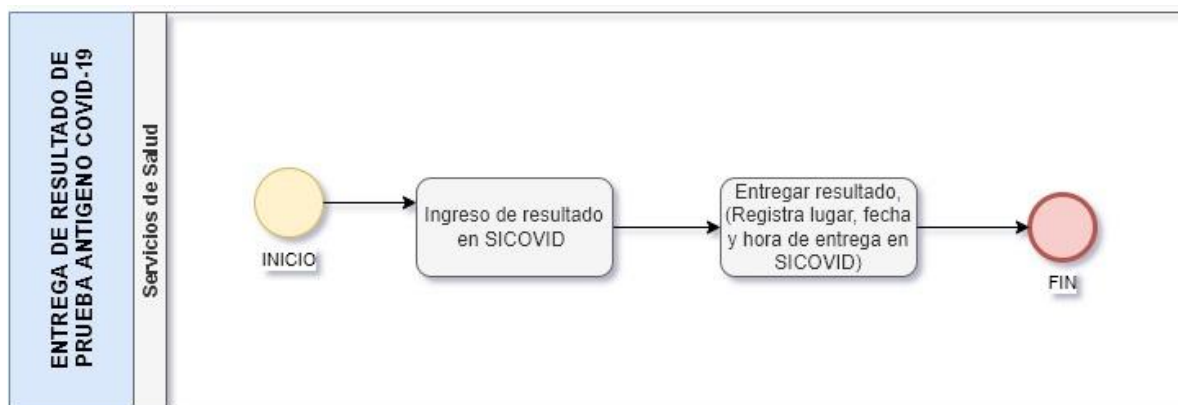 ENTREGA DE RESULTADO DE
PRUEBA ANTIGENO COVID-19
Servicios de Salud
INICIO
Ingreso de resultado
en SICOVID
Entregar resultado,
(Registra lugar, fecha
y hora de entrega en
SICOVID)
FIN